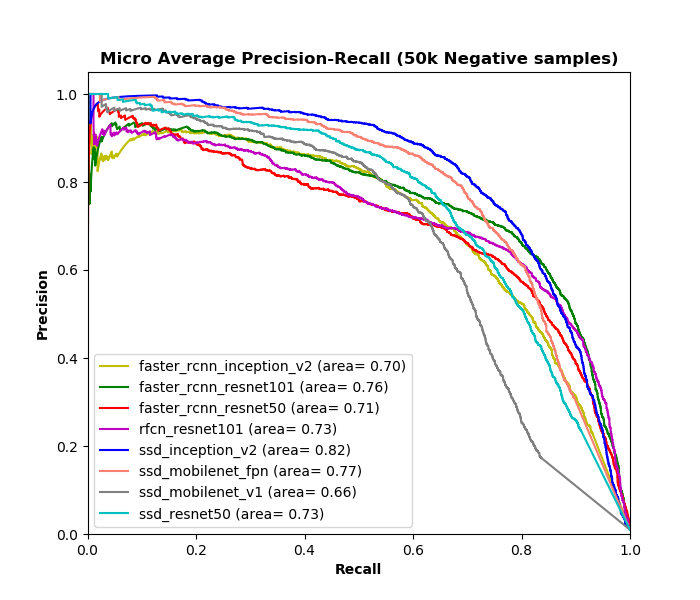 Micro Average Precision-Recall (50k Negative samples)
1.0
0.8
0.6
0.4
0.2
0.0
Precision
faster_rcnn_inception_v2 (area= 0.70)
faster_rcnn_resnet101 (area= 0.76)
faster_rcnn_resnet50 (area= 0.71)
rfcn_resnet101 (area= 0.73)
ssd_inception_v2 (area= 0.82)
ssd_mobilenet_fpn (area= 0.77)
ssd_mobilenet_v1 (area= 0.66)
ssd_resnet50 (area= 0.73)
0.0 0.2 0.4 0.6 0.8 1.0
Recall